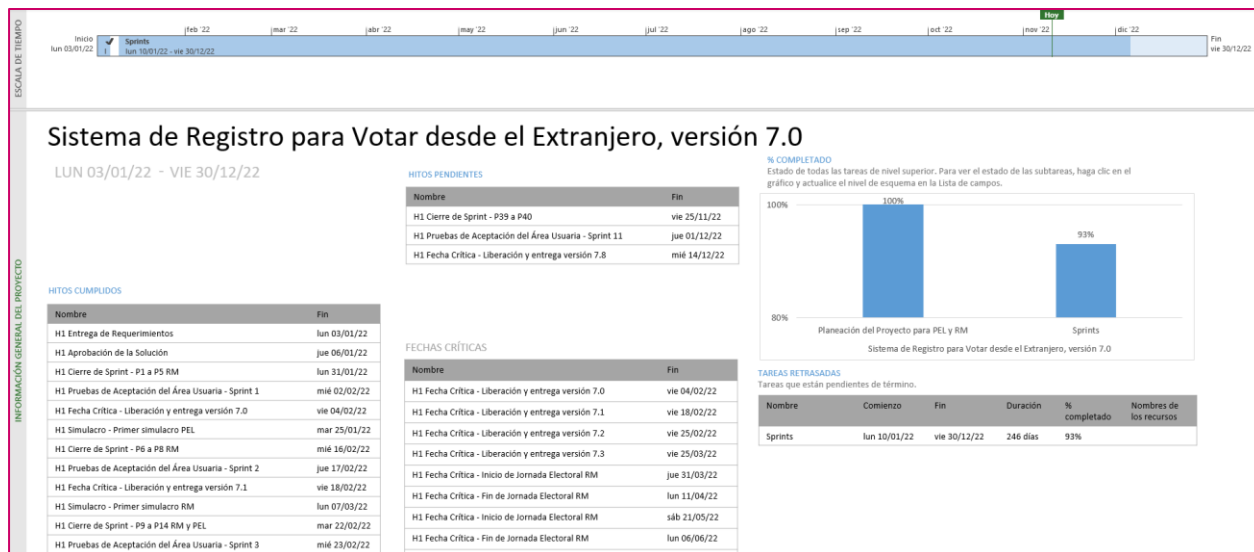 ESCALA DE TIEMPO
Hoy
feb '22 mar '22 abr '22 may '22 jun '22 jul '22 ago '22 sep '22 oct '22 nov '22 dic '22
Inicio
lun 03/01/22
Sprints
lun 10/01/22 - vie 30/12/22
Fin
vie 30/12/22
INFORMACIÓN GENERAL DEL PROYECTO
Sistema de Registro para Votar desde el Extranjero, versión 7.0
LUN 03/01/22 - VIE 30/12/22
HITOS PENDIENTES
Nombre Fin
H1 Cierre de Sprint - P39 a P40 vie 25/11/22
H1 Pruebas de Aceptación del Área Usuaria - Sprint 11 jue 01/12/22
H1 Fecha Crítica - Liberación y entrega versión 7.8 mié 14/12/22
% COMPLETADO
Estado de todas las tareas de nivel superior. Para ver el estado de las subtareas, haga clic en el
gráfico y actualice el nivel de esquema en la Lista de campos.
100%
100%
93%
80%
Planeación del Proyecto para PEL y RM Sprints
Sistema de Registro para Votar desde el Extranjero, versión 7.0
HITOS CUMPLIDOS
Nombre Fin
H1 Entrega de Requerimientos lun 03/01/22
H1 Aprobación de la Solución jue 06/01/22
H1 Cierre de Sprint - P1 a P5 RM lun 31/01/22
H1 Pruebas de Aceptación del Área Usuaria - Sprint 1 mié 02/02/22
H1 Fecha Crítica - Liberación y entrega versión 7.0 vie 04/02/22
H1 Simulacro - Primer simulacro PEL mar 25/01/22
H1 Cierre de Sprint - P6 a P8 RM mié 16/02/22
H1 Pruebas de Aceptación del Área Usuaria - Sprint 2 jue 17/02/22
H1 Fecha Crítica - Liberación y entrega versión 7.1 vie 18/02/22
H1 Simulacro - Primer simulacro RM lun 07/03/22
H1 Cierre de Sprint - P9 a P14 RM y PEL mar 22/02/22
H1 Pruebas de Aceptación del Área Usuaria - Sprint 3 mié 23/02/22
FECHAS CRÍTICAS
Nombre Fin
H1 Fecha Crítica - Liberación y entrega versión 7.0 vie 04/02/22
H1 Fecha Crítica - Liberación y entrega versión 7.1 vie 18/02/22
H1 Fecha Crítica - Liberación y entrega versión 7.2 vie 25/02/22
H1 Fecha Crítica - Liberación y entrega versión 7.3 vie 25/03/22
H1 Fecha Crítica - Inicio de Jornada Electoral RM jue 31/03/22
H1 Fecha Crítica - Fin de Jornada Electoral RM lun 11/04/22
H1 Fecha Crítica - Inicio de Jornada Electoral RM sáb 21/05/22
H1 Fecha Crítica - Fin de Jornada Electoral RM lun 06/06/22
TAREAS RETRASADAS
Tareas que están pendientes de término.
Nombre Comienzo Fin Duración % completado Nombres de los recursos
Sprints lun 10/01/22 vie 30/12/22 246 días 93%